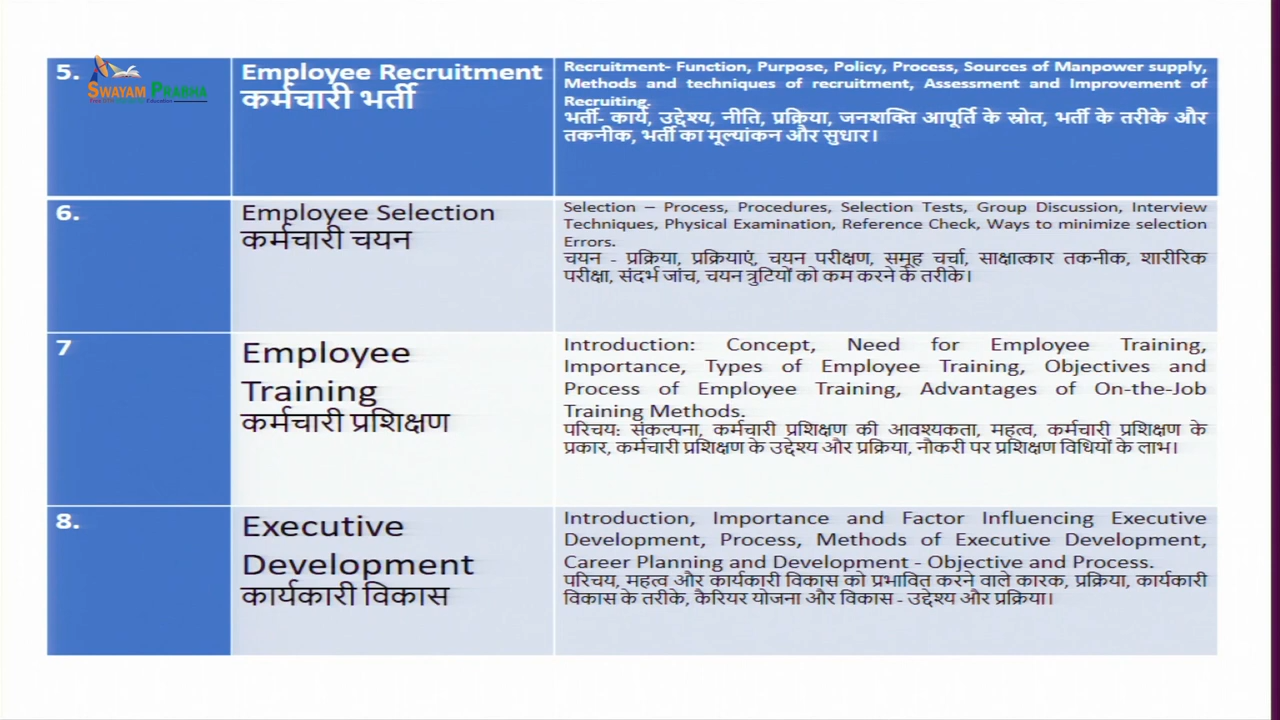 5.
SWAYAM PRABHA
Employee Recruitment
कर्मचारी भर्ती
Recruitment- Function, Purpose, Policy, Process, Sources of Manpower supply,
Methods and techniques of recruitment, Assessment and Improvement of
Recruiting.
भर्ती- कार्य, उद्देश्य, नीति, प्रक्रिया, जनशक्ति आपूर्ति के स्रोत, भर्ती के तरीके और
तकनीक, भर्ती का मूल्यांकन और सुधार।
6.
Employee Selection
कर्मचारी चयन
Selection – Process, Procedures, Selection Tests, Group Discussion, Interview
Techniques, Physical Examination, Reference Check, Ways to minimize selection
Errors.
चयन - प्रक्रिया, प्रक्रियाएं, चयन परीक्षण, समूह चर्चा, साक्षात्कार तकनीक, शारीरिक
परीक्षा, संदर्भ जांच, चयन त्रुटियों को कम करने के तरीके।
7
Employee
Training
कर्मचारी प्रशिक्षण
Introduction: Concept, Need for Employee Training,
Importance, Types of Employee Training, Objectives and
Process of Employee Training, Advantages of On-the-Job
Training Methods.
परिचय: संकल्पना, कर्मचारी प्रशिक्षण की आवश्यकता, महत्व, कर्मचारी प्रशिक्षण के
प्रकार, कर्मचारी प्रशिक्षण के उद्देश्य और प्रक्रिया, नौकरी पर प्रशिक्षण विधियों के लाभ।
8.
Executive
Development
कार्यकारी विकास
Introduction, Importance and Factor Influencing Executive
Development, Process, Methods of Executive Development,
Career Planning and Development - Objective and Process.
परिचय, महत्व और कार्यकारी विकास को प्रभावित करने वाले कारक, प्रक्रिया, कार्यकारी
विकास के तरीके, कैरियर योजना और विकास - उद्देश्य और प्रक्रिया।